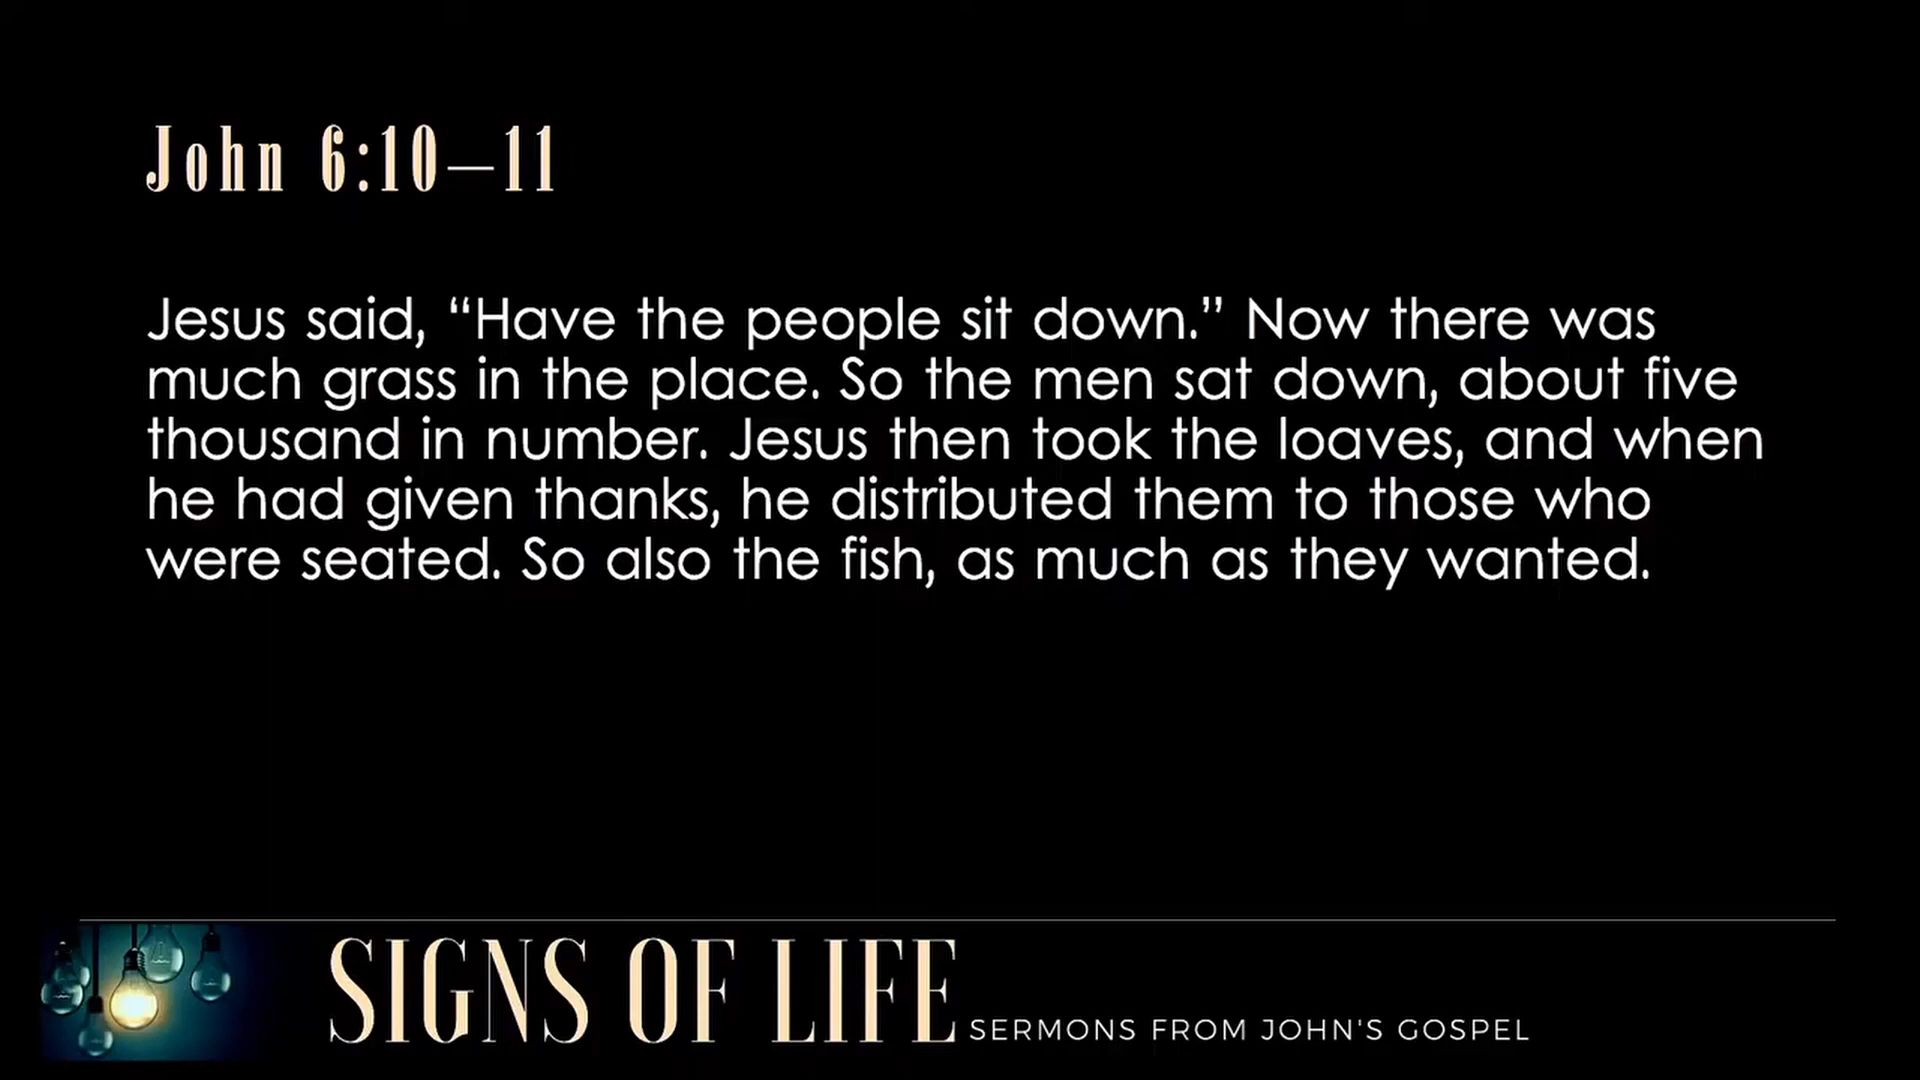 John 6:10–11
Jesus said, “Have the people sit down.” Now there was
much grass in the place. So the men sat down, about five
thousand in number. Jesus then took the loaves, and when
he had given thanks, he distributed them to those who
were seated. So also the fish, as much as they wanted.
SIGNS OF LIFE SERMONS FROM JOHN'S GOSPEL